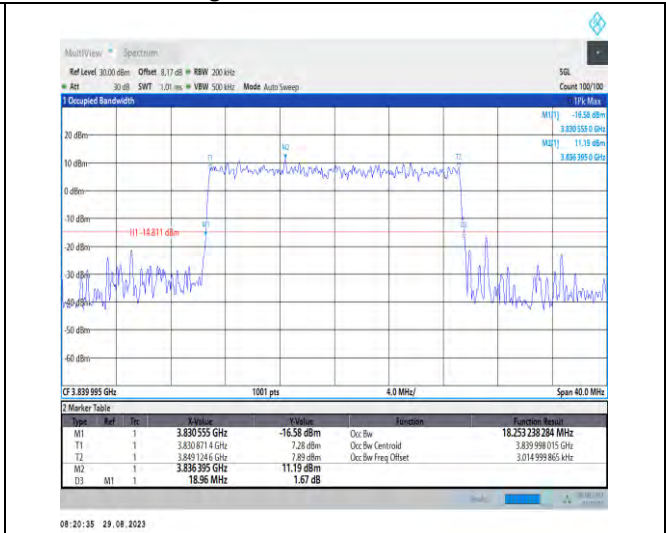 MultiView Spectrum
Ref Level 30.00 dBm Offset 8.17 dB RBW 200 kHz SGL
Att 30 dB SWT 1.01 ms VBW 500 kHz Mode Auto Sweep Count 100/100
1 Occupied Bandwidth 1Pk Max
M1[1] -16.58 dBm
3.830 555 0 GHz
20 dBm M2[1] 11.19 dBm
3.836 395 0 GHz
M2
10 dBm T1 T2
0 dBm
-10 dBm
M1 D3
H1 -14.811 dBm
-20 dBm
-30 dBm
-40 dBm
-50 dBm
-60 dBm
CF 3.839 995 GHz 1001 pts 4.0 MHz/ Span 40.0 MHz
2 Marker Table
Type Ref Trc X-Value Y-Value Function Function Result
M1 1 3.830 555 GHz -16.58 dBm Occ Bw 18.253 238 284 MHz
T1 1 3.830 871 4 GHz 7.28 dBm Occ Bw Centroid 3.839 998 015 GHz
T2 1 3.849 124 6 GHz 7.89 dBm Occ Bw Freq Offset 3.014 999 865 kHz
M2 1 3.836 395 GHz 11.19 dBm
D3 M1 1 18.96 MHz 1.67 dB
08:20:35 29.08.2023